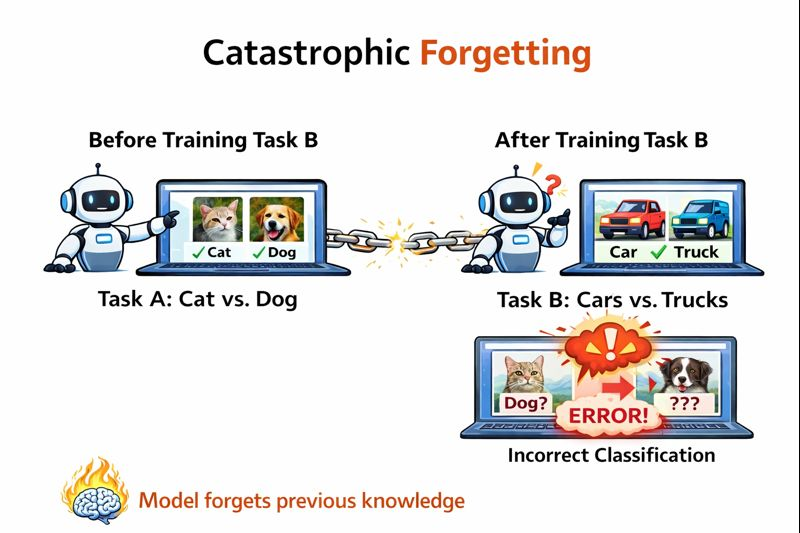 Catastrophic Forgetting
Before Training Task B
After Training Task B
?
✓ Cat ✓ Dog
Car ✓ Truck
Task A: Cat vs. Dog
Task B: Cars vs. Trucks
!
Dog?
???
ERROR!
Incorrect Classification
Model forgets previous knowledge